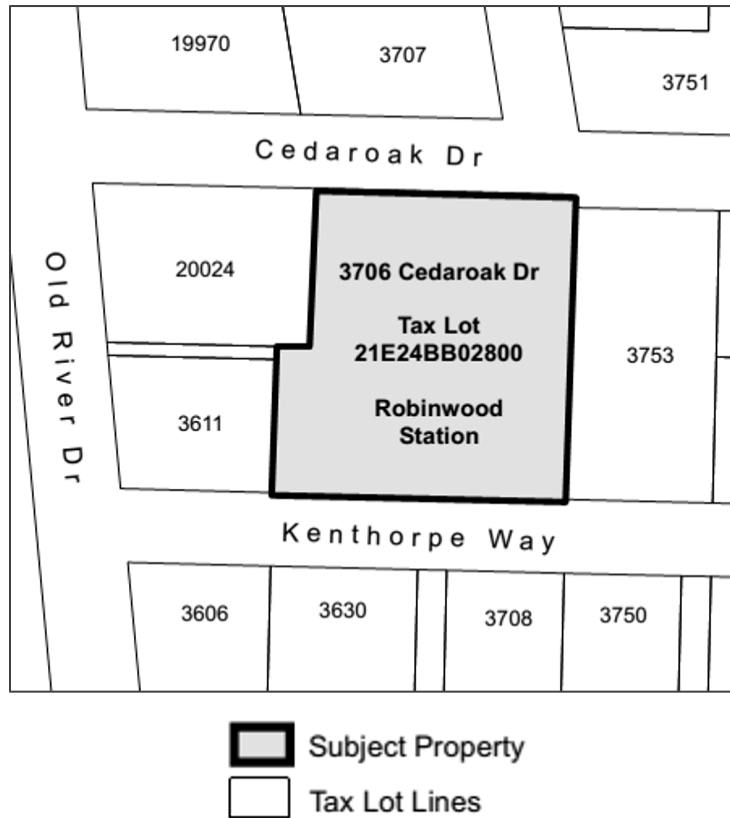 19970
3707
3751
Cedaroak Dr
Old River Dr
20024
3706 Cedaroak Dr
Tax Lot
21E24BB02800
3753
Robinwood
Station
3611
Kenthorpe Way
3606
3630
3708
3750
Subject Property
Tax Lot Lines